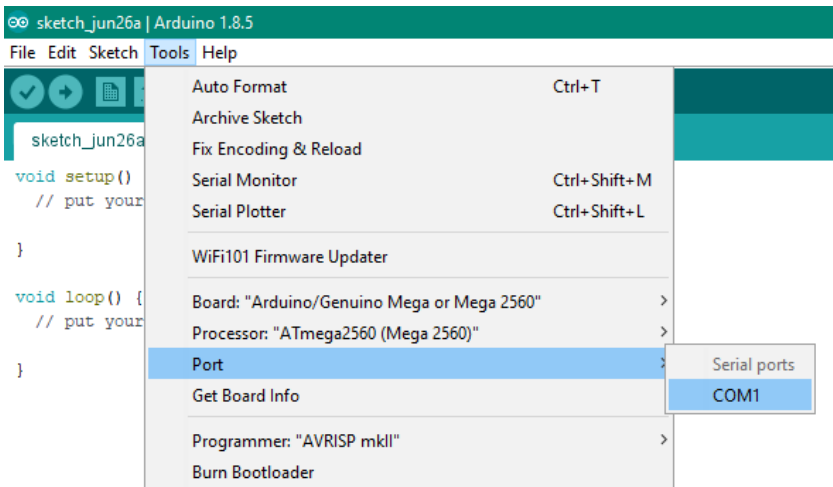 sketch_jun26a | Arduino 1.8.5
File Edit Sketch Tools Help
Auto Format Ctrl+T
Archive Sketch
sketch_jun26a
Fix Encoding & Reload
void setup()
Serial Monitor Ctrl+Shift+M
// put your
Serial Plotter Ctrl+Shift+L
}
WiFi101 Firmware Updater
void loop() {
Board: "Arduino/Genuino Mega or Mega 2560"
// put your
Processor: "ATmega2560 (Mega 2560)"
}
Port
Serial ports
Get Board Info
COM1
Programmer: "AVRISP mkII"
Burn Bootloader